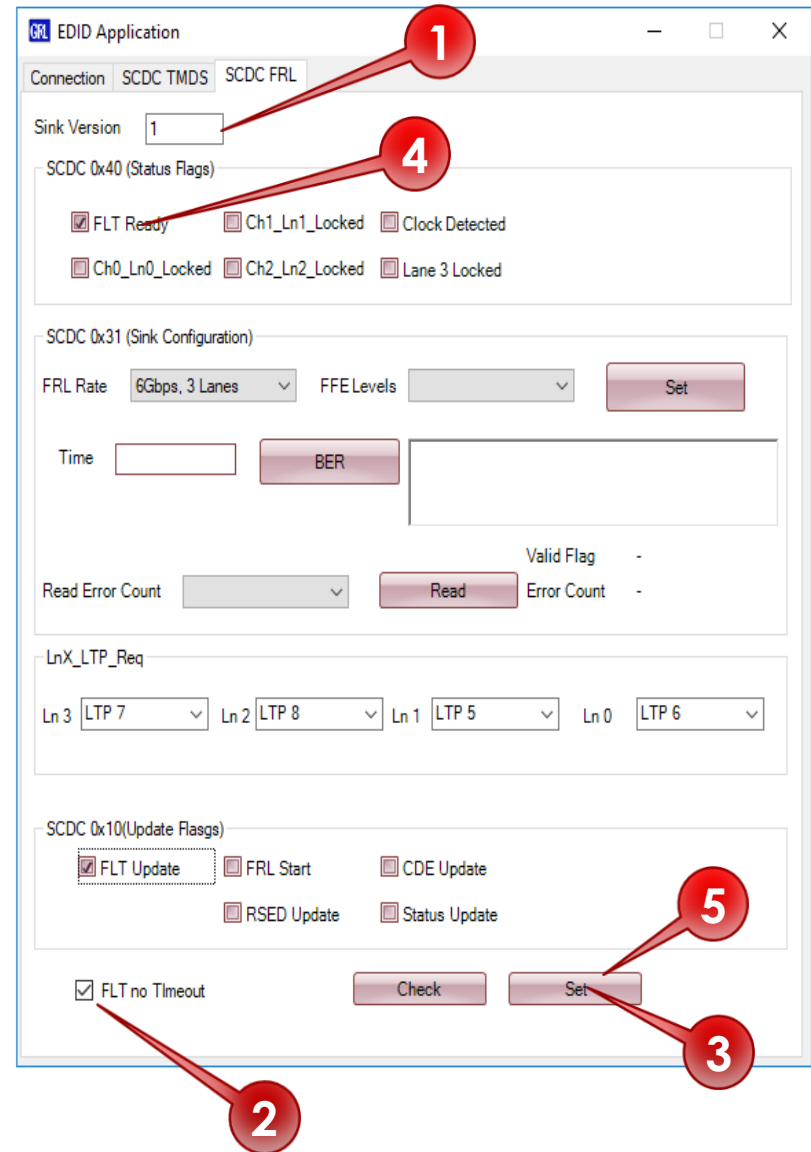 GRL EDID Application
1
Connection SCDC TMDS SCDC FRL
Sink Version 1
4
SCDC 0x40 (Status Flags)
FLT Ready Ch1_Ln1_Locked Clock Detected
Ch0_Ln0_Locked Ch2_Ln2_Locked Lane 3 Locked
SCDC 0x31 (Sink Configuration)
FRL Rate 6Gbps, 3 Lanes FFE Levels Set
Time BER
Valid Flag -
Read Error Count Read Error Count -
LnX_LTP_Req
Ln 3 LTP 7 Ln 2 LTP 8 Ln 1 LTP 5 Ln 0 LTP 6
SCDC 0x10(Update Flasgs)
FLT Update FRL Start CDE Update
RSED Update Status Update
5
FLT no TImeout Check Set
3
2